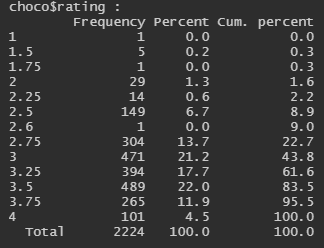 choco$rating :
Frequency Percent Cum. percent
1 1 0.0 0.0
1.5 5 0.2 0.3
1.75 1 0.0 0.3
2 29 1.3 1.6
2.25 14 0.6 2.2
2.5 149 6.7 8.9
2.6 1 0.0 9.0
2.75 304 13.7 22.7
3 471 21.2 43.8
3.25 394 17.7 61.6
3.5 489 22.0 83.5
3.75 265 11.9 95.5
4 101 4.5 100.0
Total 2224 100.0 100.0